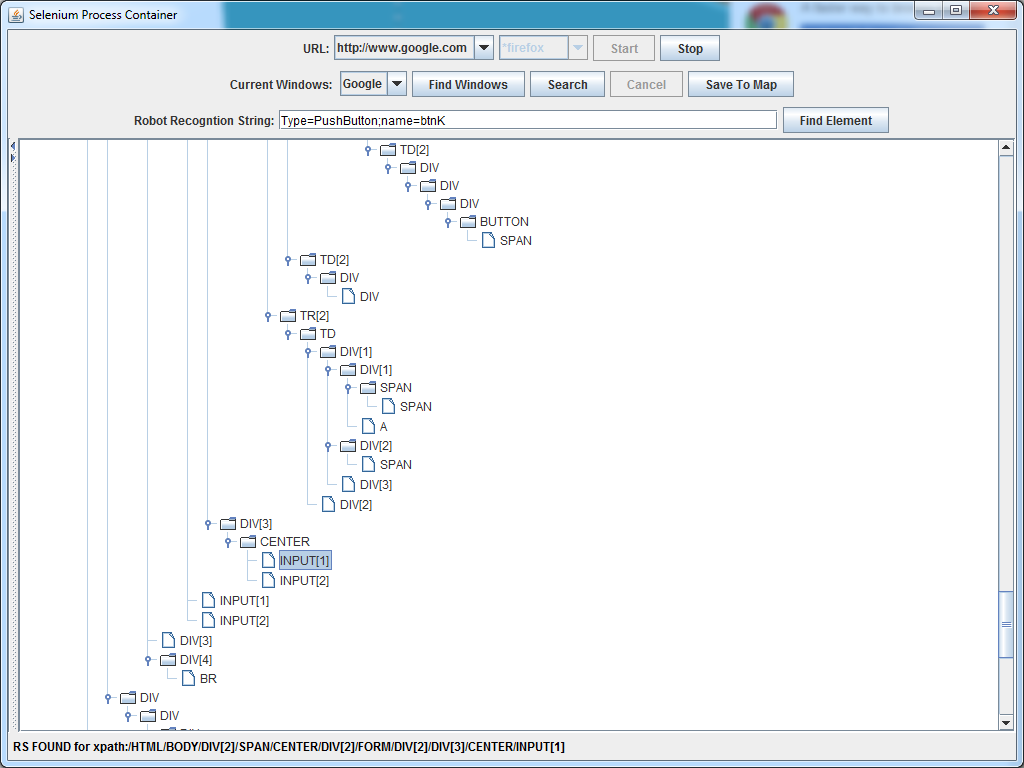 Selenium Process Container
URL: http://www.google.com *firefox Start Stop
Current Windows: Google Find Windows Search Cancel Save To Map
Robot Recogntion String: Type=PushButton;name=btnK Find Element
TD[2]
DIV
DIV
DIV
BUTTON
SPAN
TD[2]
DIV
DIV
TR[2]
TD
DIV[1]
DIV[1]
SPAN
SPAN
A
DIV[2]
SPAN
DIV[3]
DIV[2]
DIV[3]
CENTER
INPUT[1]
INPUT[2]
INPUT[1]
INPUT[2]
DIV[3]
DIV[4]
BR
DIV
DIV
RS FOUND for xpath:/HTML/BODY/DIV[2]/SPAN/CENTER/DIV[2]/FORM/DIV[2]/DIV[3]/CENTER/INPUT[1]